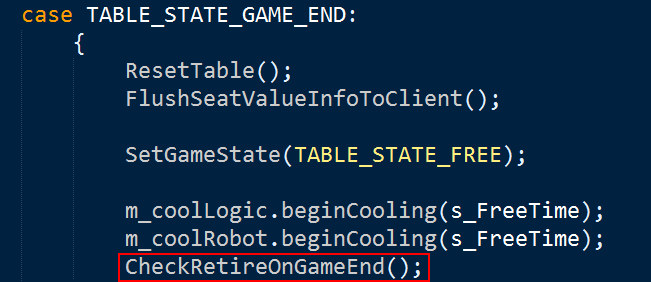 case TABLE_STATE_GAME_END:
{
ResetTable();
FlushSeatValueInfoToClient();
SetGameState(TABLE_STATE_FREE);
m_coolLogic.beginCooling(s_FreeTime);
m_coolRobot.beginCooling(s_FreeTime);
CheckRetireOnGameEnd();